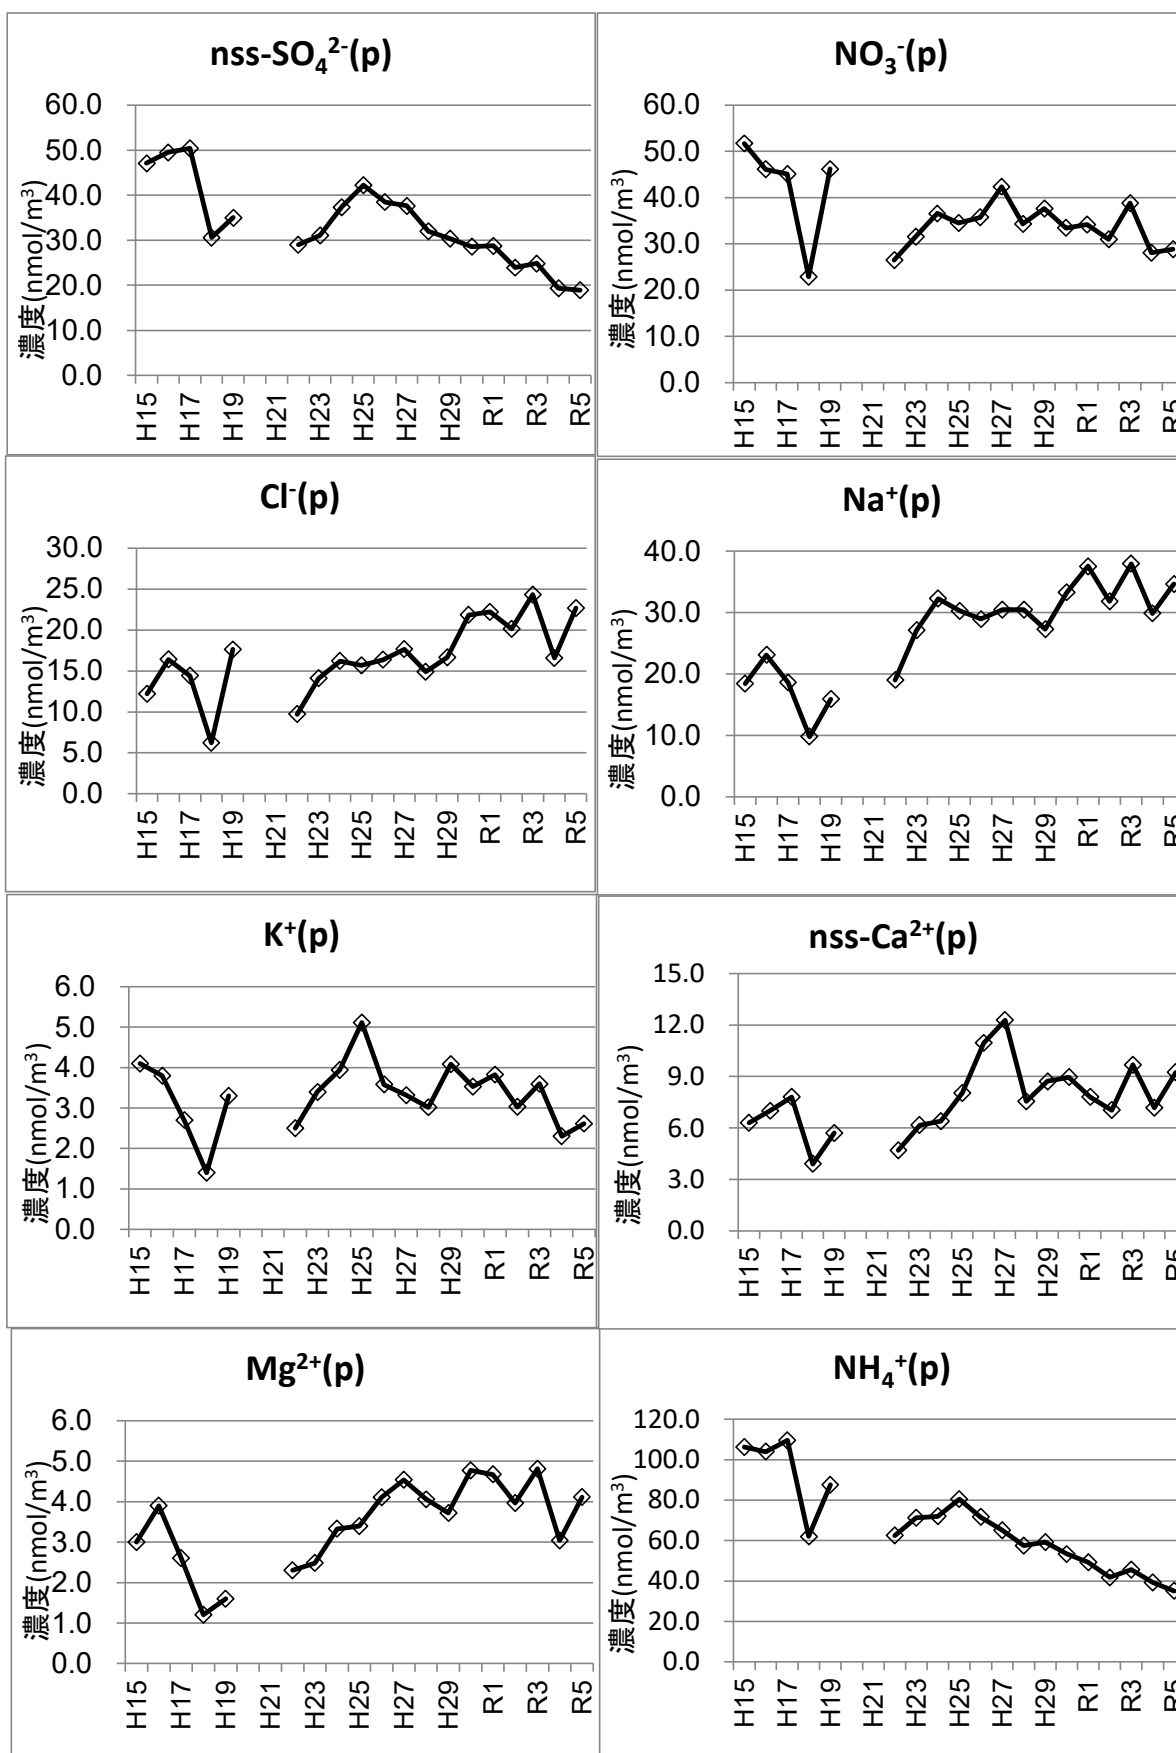 nss-SO₄²⁻(p)
濃度(nmol/m³)
60.0
50.0
40.0
30.0
20.0
10.0
0.0
H15 H17 H19 H21 H23 H25 H27 H29 R1 R3 R5
NO₃⁻(p)
濃度(nmol/m³)
60.0
50.0
40.0
30.0
20.0
10.0
0.0
H15 H17 H19 H21 H23 H25 H27 H29 R1 R3 R5
Cl⁻(p)
濃度(nmol/m³)
30.0
25.0
20.0
15.0
10.0
5.0
0.0
H15 H17 H19 H21 H23 H25 H27 H29 R1 R3 R5
Na⁺(p)
濃度(nmol/m³)
40.0
30.0
20.0
10.0
0.0
H15 H17 H19 H21 H23 H25 H27 H29 R1 R3 R5
K⁺(p)
濃度(nmol/m³)
6.0
5.0
4.0
3.0
2.0
1.0
0.0
H15 H17 H19 H21 H23 H25 H27 H29 R1 R3 R5
nss-Ca²⁺(p)
濃度(nmol/m³)
15.0
12.0
9.0
6.0
3.0
0.0
H15 H17 H19 H21 H23 H25 H27 H29 R1 R3 R5
Mg²⁺(p)
濃度(nmol/m³)
6.0
5.0
4.0
3.0
2.0
1.0
0.0
H15 H17 H19 H21 H23 H25 H27 H29 R1 R3 R5
NH₄⁺(p)
濃度(nmol/m³)
120.0
100.0
80.0
60.0
40.0
20.0
0.0
H15 H17 H19 H21 H23 H25 H27 H29 R1 R3 R5